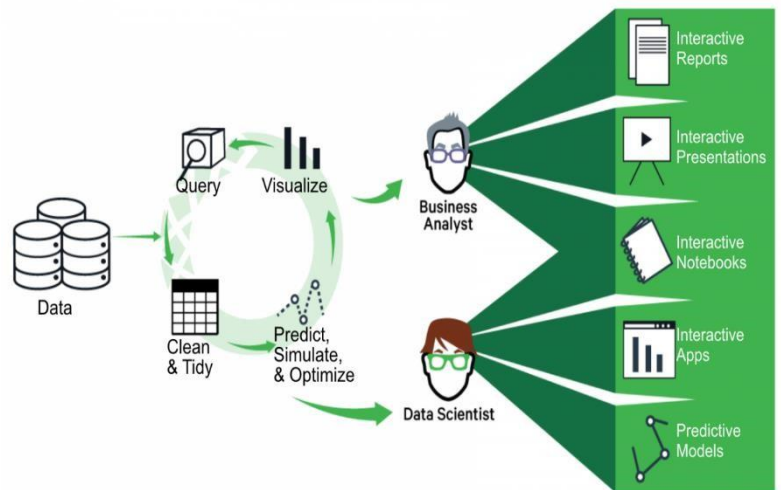 Data
Query
Visualize
Clean
& Tidy
Predict,
Simulate,
& Optimize
Business
Analyst
Data Scientist
Interactive
Reports
Interactive
Presentations
Interactive
Notebooks
Interactive
Apps
Predictive
Models